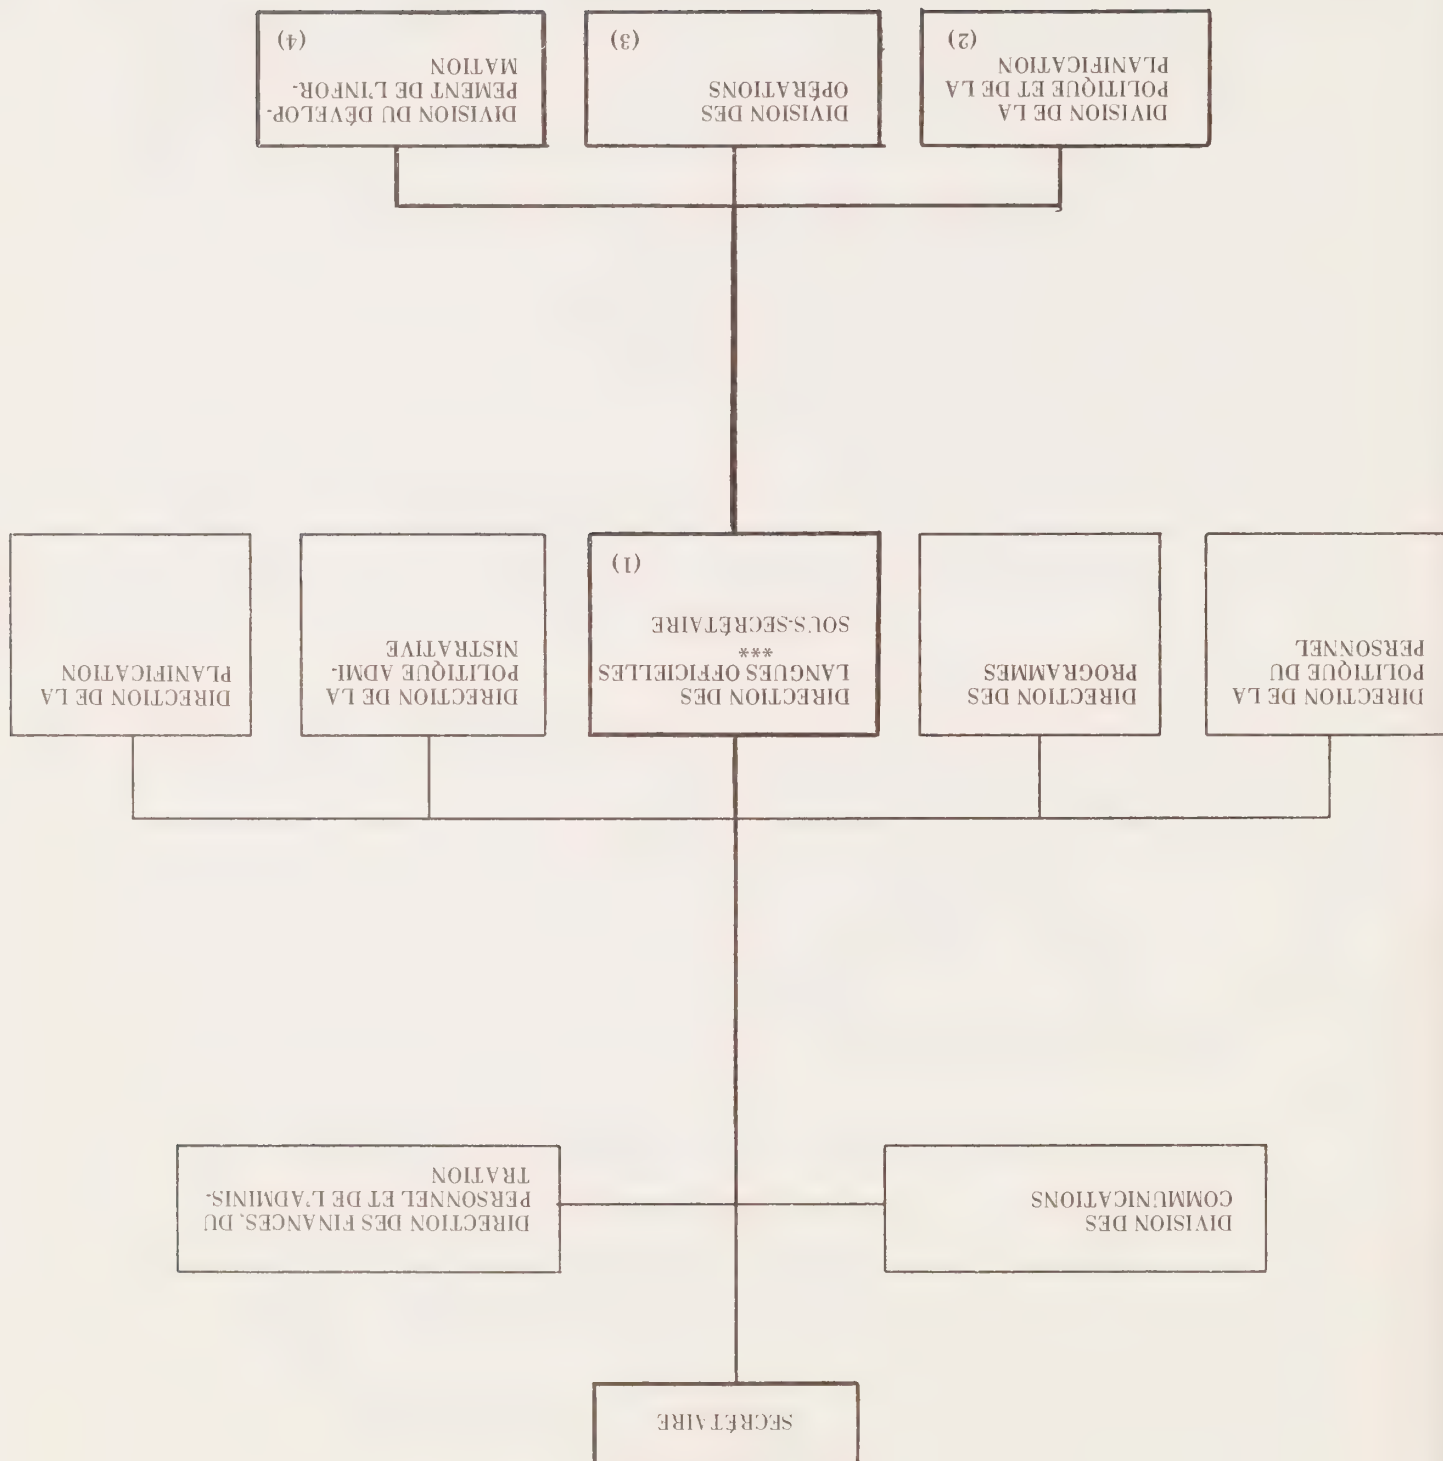 SECRÉTAIRE
DIVISION DES
COMMUNICATIONS
DIRECTION DES FINANCES, DU
PERSONNEL ET DE L'ADMINIS-
TRATION
DIRECTION DE LA
POLITIQUE DU
PERSONNEL
DIRECTION DES
PROGRAMMES
DIRECTION DES
LANGUES OFFICIELLES
***
SOUS-SECRÉTAIRE
(1)
DIRECTION DE LA
POLITIQUE ADMI-
NISTRATIVE
DIRECTION DE LA
PLANIFICATION
DIVISION DE LA
POLITIQUE ET DE LA
PLANIFICATION
(2)
DIVISION DES
OPÉRATIONS
(3)
DIVISION DU DÉVELOP-
PEMENT DE L'INFOR-
MATION
(4)